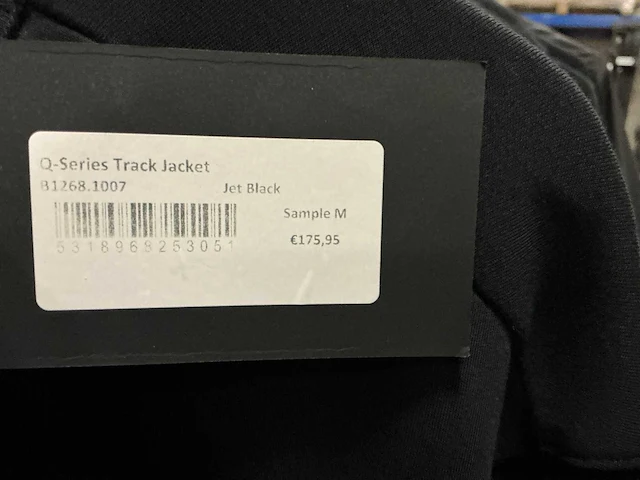 Q-Series Track Jacket
B1268.1007 Jet Black
Sample M
€175,95
5318968253051